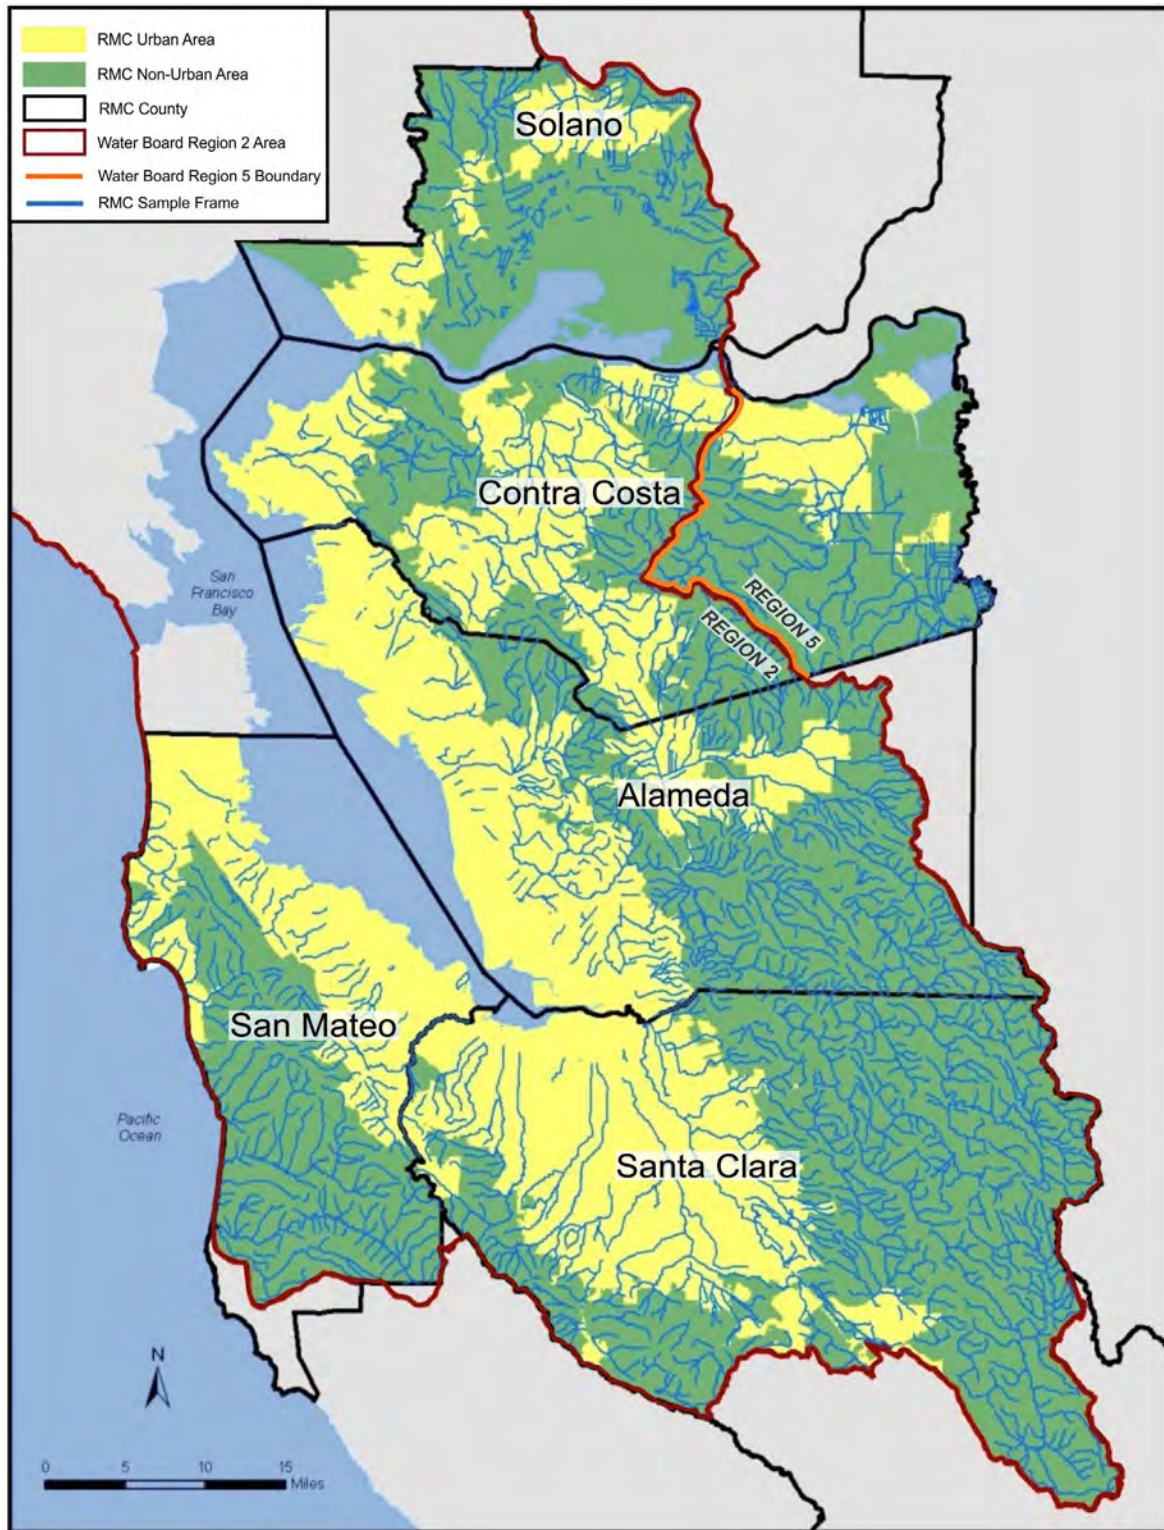 RMC Urban Area
RMC Non-Urban Area
RMC County
Water Board Region 2 Area
Water Board Region 5 Boundary
RMC Sample Frame
Solano
Contra Costa
San
Francisco
Bay
REGION 5
REGION 2
Alameda
San Mateo
Pacific
Ocean
Santa Clara
N
0 5 10 15
Miles